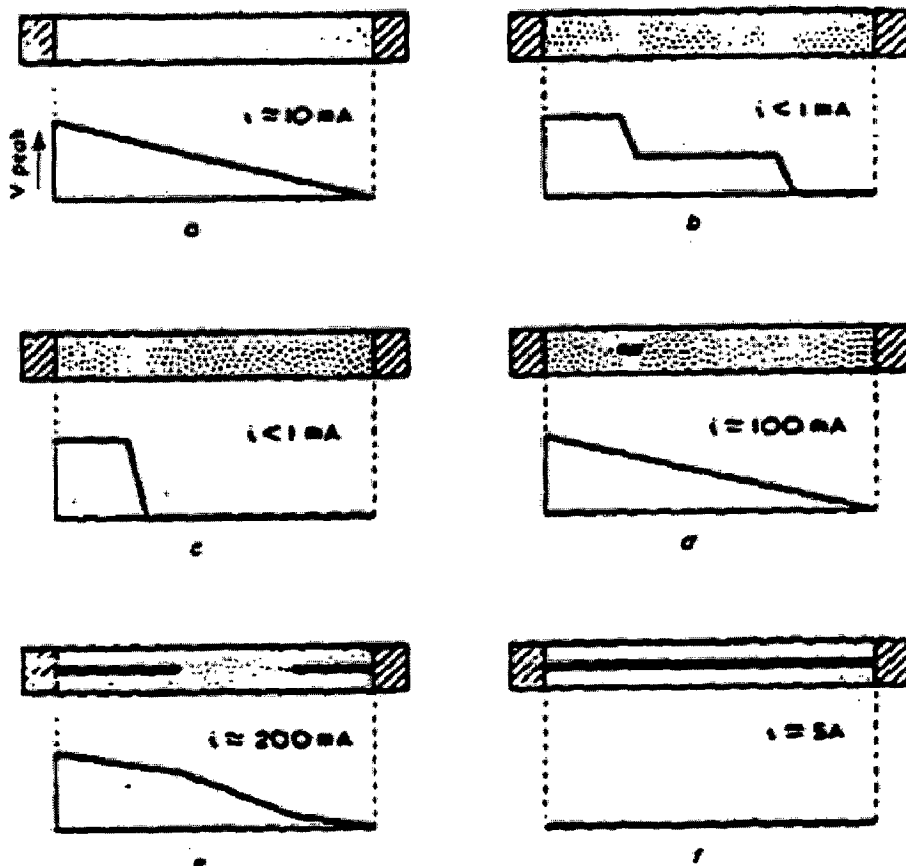 V peak
i ≃ 10 mA
a
i < 1 mA
b
i < 1 mA
c
i ≃ 100 mA
d
i ≃ 200 mA
e
i ≃ 5A
f